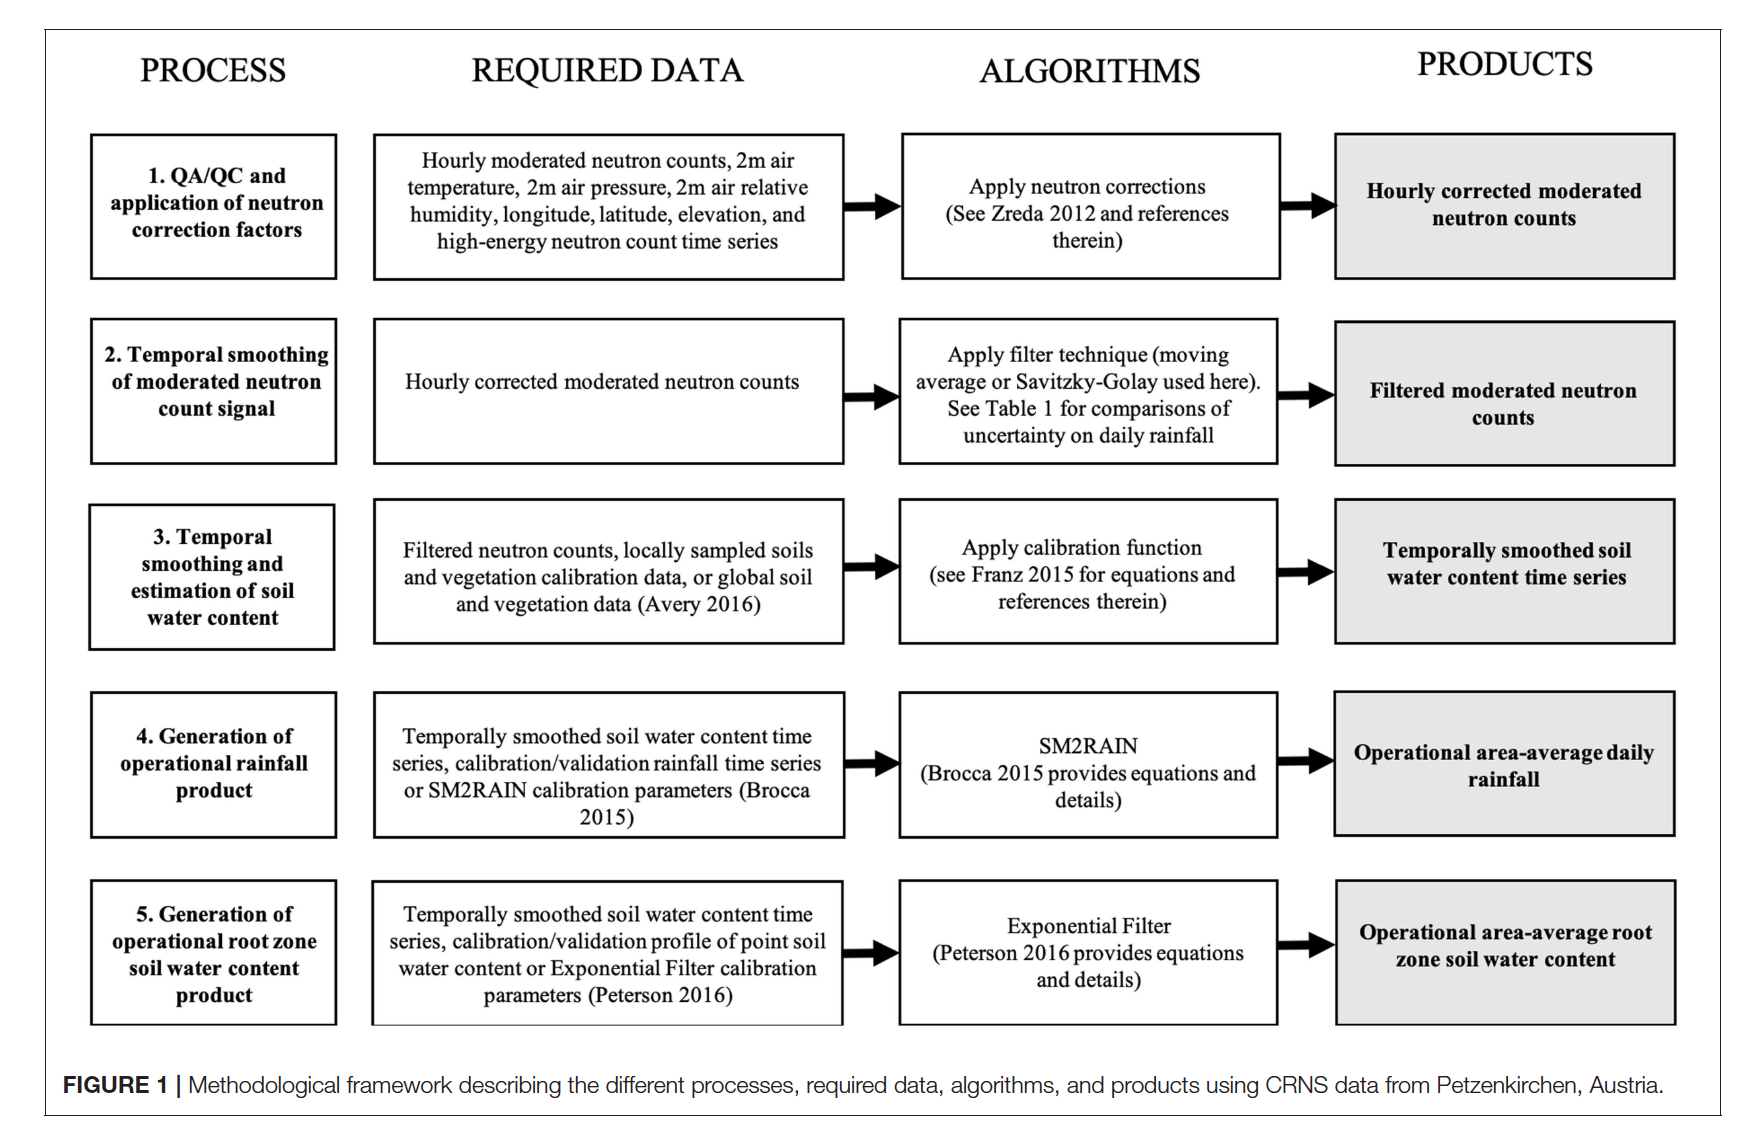 PROCESS
REQUIRED DATA
ALGORITHMS
PRODUCTS
1. QA/QC and
application of neutron
correction factors
Hourly moderated neutron counts, 2m air
temperature, 2m air pressure, 2m air relative
humidity, longitude, latitude, elevation, and
high-energy neutron count time series
Apply neutron corrections
(See Zreda 2012 and references
therein)
Hourly corrected moderated
neutron counts
2. Temporal smoothing
of moderated neutron
count signal
Hourly corrected moderated neutron counts
Apply filter technique (moving
average or Savitzky-Golay used here).
See Table 1 for comparisons of
uncertainty on daily rainfall
Filtered moderated neutron
counts
3. Temporal
smoothing and
estimation of soil
water content
Filtered neutron counts, locally sampled soils
and vegetation calibration data, or global soil
and vegetation data (Avery 2016)
Apply calibration function
(see Franz 2015 for equations and
references therein)
Temporally smoothed soil
water content time series
4. Generation of
operational rainfall
product
Temporally smoothed soil water content time
series, calibration/validation rainfall time series
or SM2RAIN calibration parameters (Brocca
2015)
SM2RAIN
(Brocca 2015 provides equations and
details)
Operational area-average daily
rainfall
5. Generation of
operational root zone
soil water content
product
Temporally smoothed soil water content time
series, calibration/validation profile of point soil
water content or Exponential Filter calibration
parameters (Peterson 2016)
Exponential Filter
(Peterson 2016 provides equations
and details)
Operational area-average root
zone soil water content
FIGURE 1 | Methodological framework describing the different processes, required data, algorithms, and products using CRNS data from Petzenkirchen, Austria.